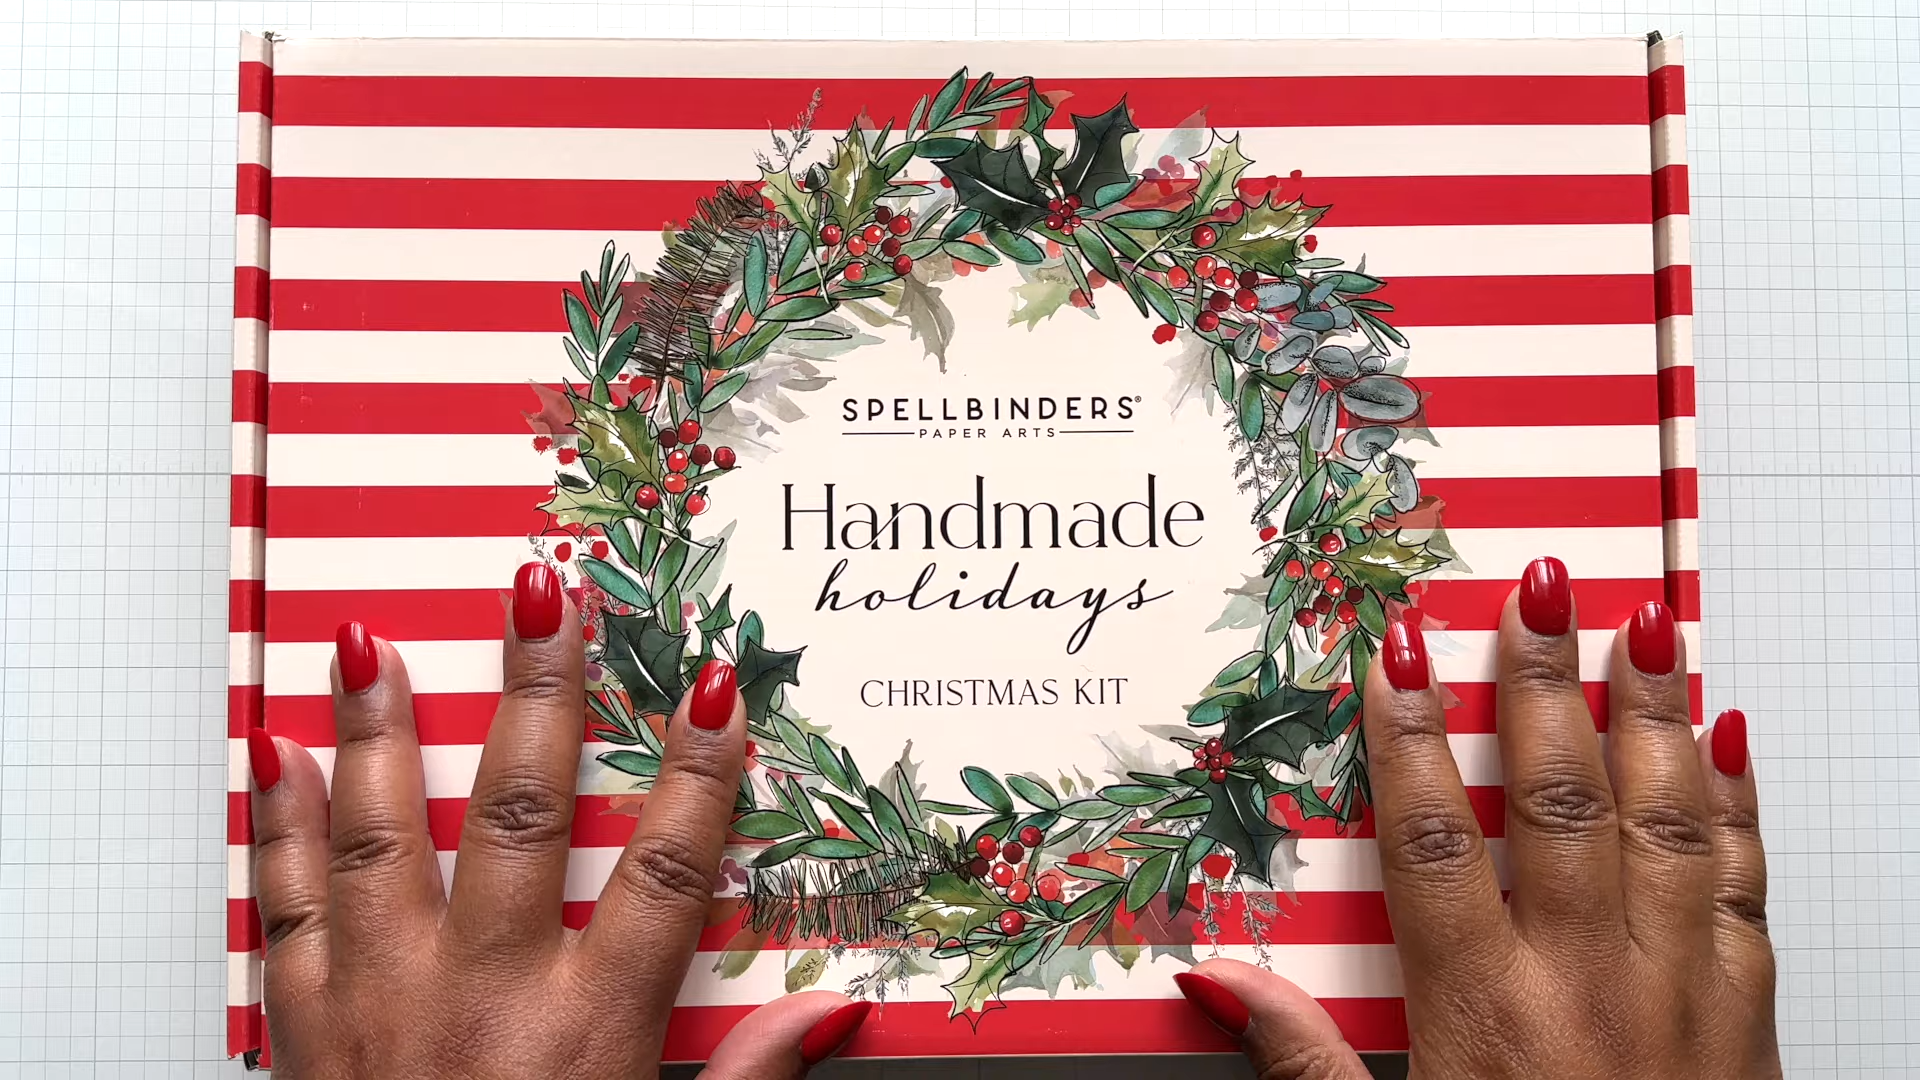 SPELLBINDERS®
PAPER ARTS
Handmade
holidays
CHRISTMAS KIT